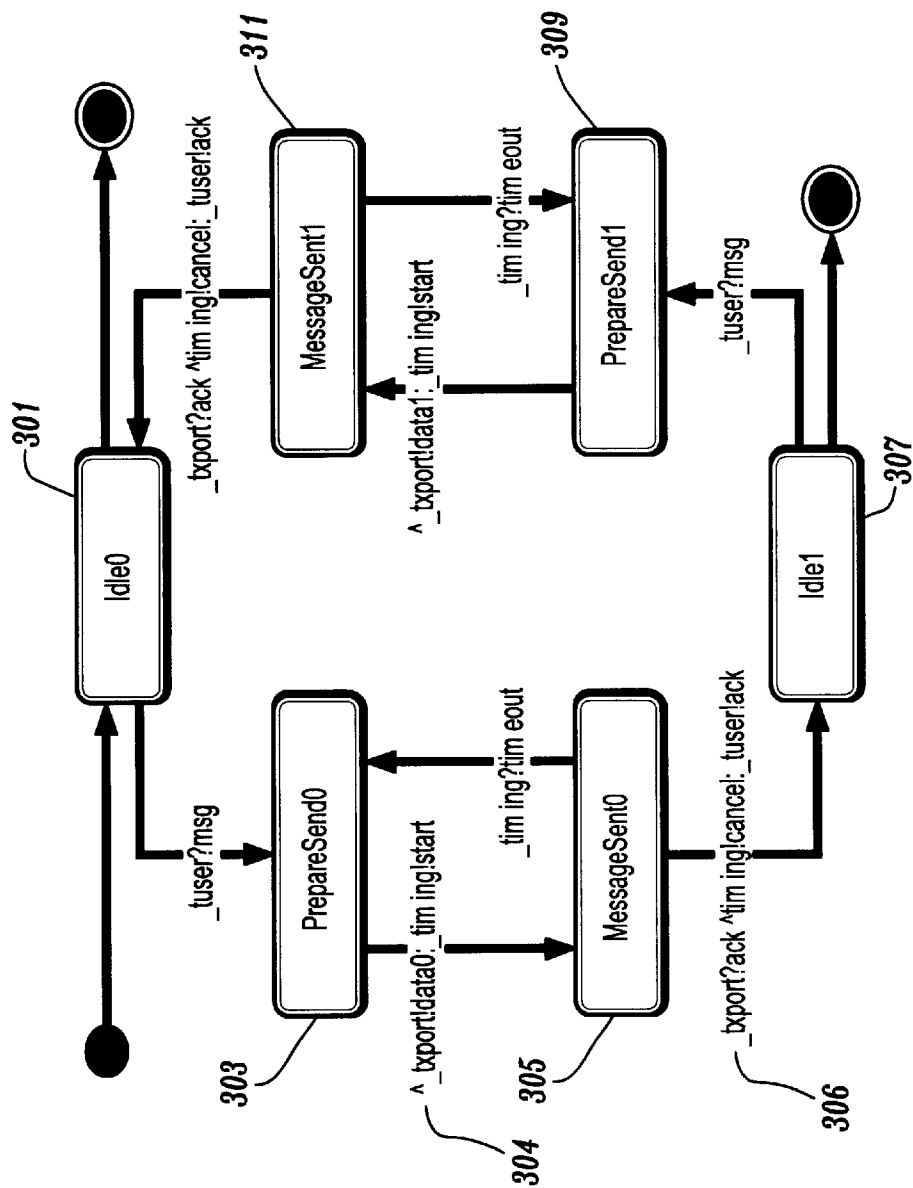 301
Idle0
_tuser?msg
_txport?ack ^tim ing!cancel:_tuser!ack
303
PrepareSend0
MessageSent1
311
^_txport!data0:_tim ing!start
304
_tim ing?tim eout
^_txport!data1:_tim ing!start
_tim ing?tim eout
305
MessageSent0
PrepareSend1
309
_txport?ack ^tim ing!cancel:_tuser!ack
306
_tuser?msg
Idle1
307